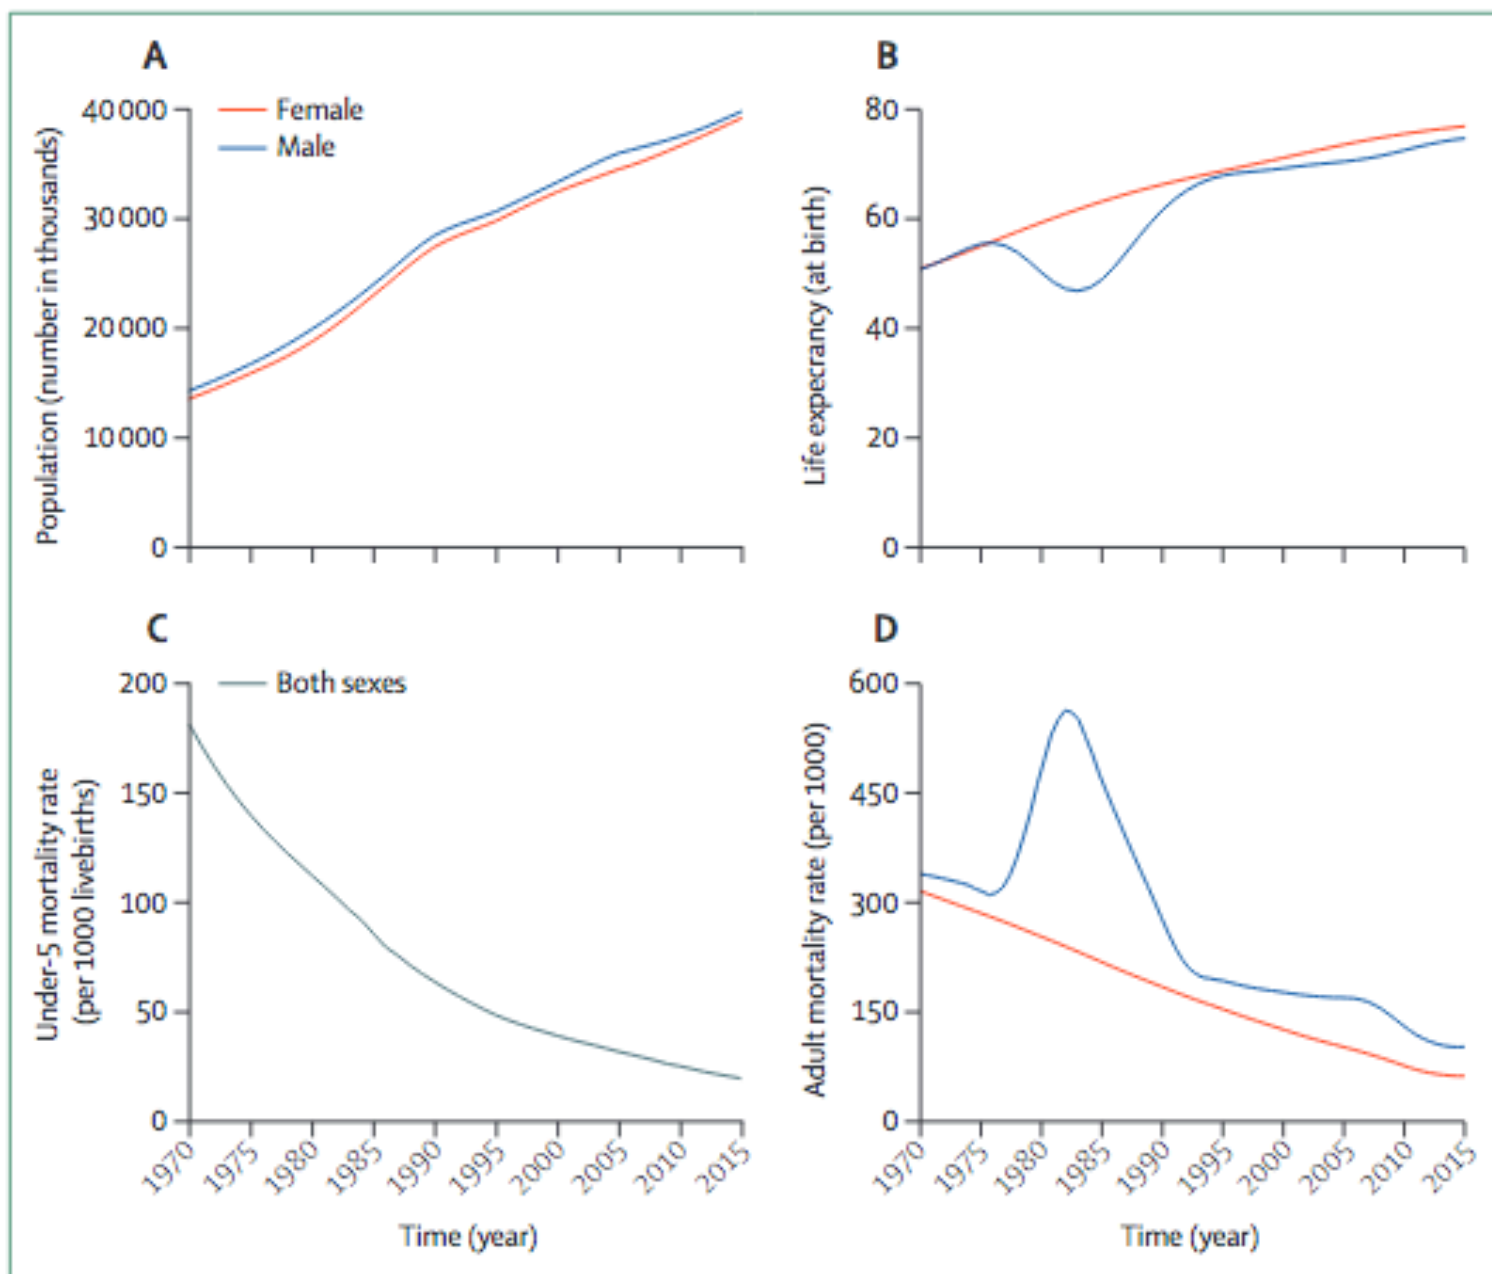 A
40 000
30 000
20 000
10 000
0
Population (number in thousands)
Female
Male
B
80
60
40
20
0
Life expecrancy (at birth)
C
200
150
100
50
0
Under-5 mortality rate
(per 1000 livebirths)
Both sexes
1970
1975
1980
1985
1990
1995
2000
2005
2010
2015
Time (year)
D
600
450
300
150
0
Adult mortality rate (per 1000)
1970
1975
1980
1985
1990
1995
2000
2005
2010
2015
Time (year)